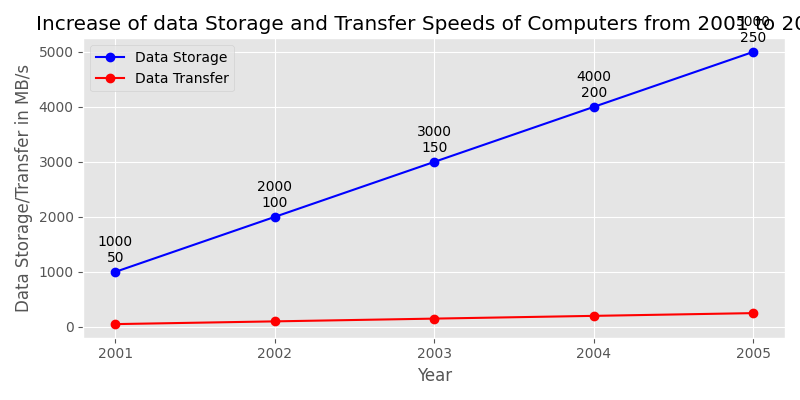 Increase of data Storage and Transfer Speeds of Computers from 2001 to 20
Data Storage
Data Transfer
5000
250
4000
200
3000
150
2000
100
1000
50
Data Storage/Transfer in MB/s
5000
4000
3000
2000
1000
0
2001 2002 2003 2004 2005
Year